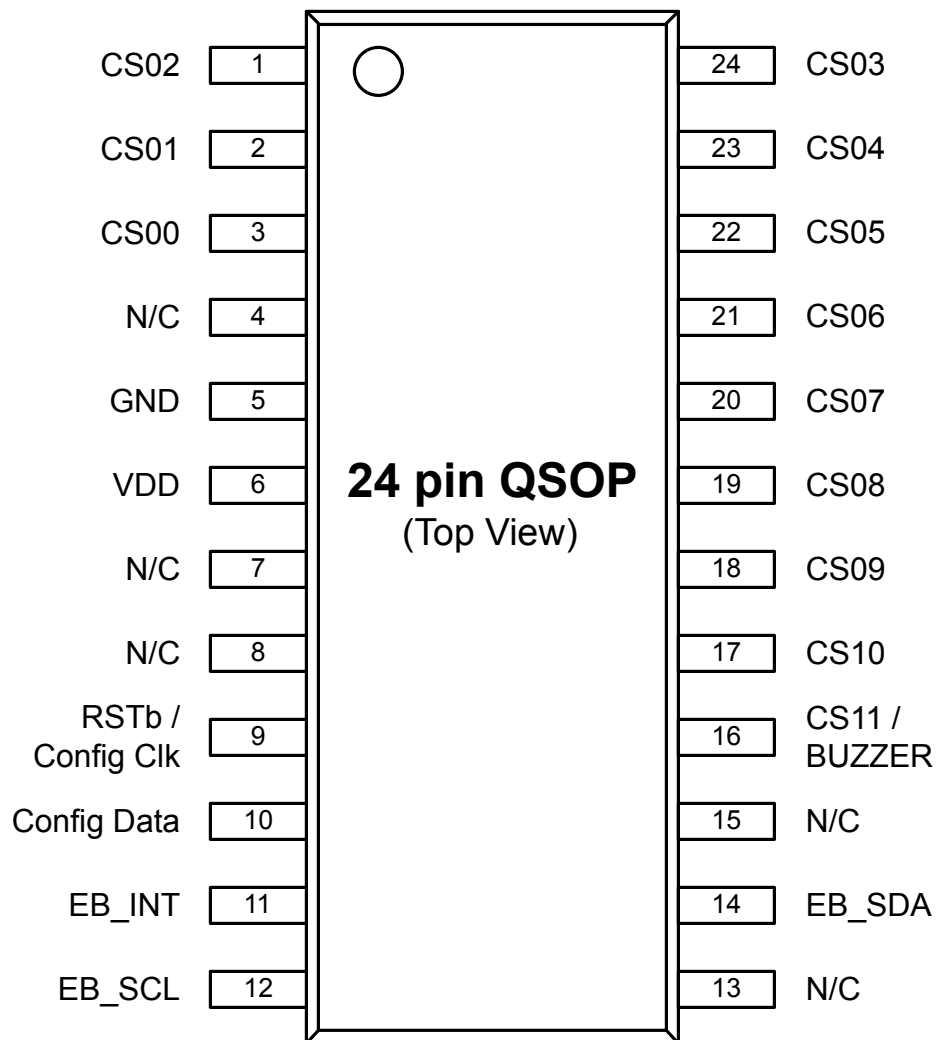 CS02 1 24 CS03
CS01 2 23 CS04
CS00 3 22 CS05
N/C 4 21 CS06
GND 5 20 CS07
VDD 6 19 CS08
24 pin QSOP
(Top View)
N/C 7 18 CS09
N/C 8 17 CS10
RSTb /
Config Clk
9 16 CS11 /
BUZZER
Config Data 10 15 N/C
EB_INT 11 14 EB_SDA
EB_SCL 12 13 N/C